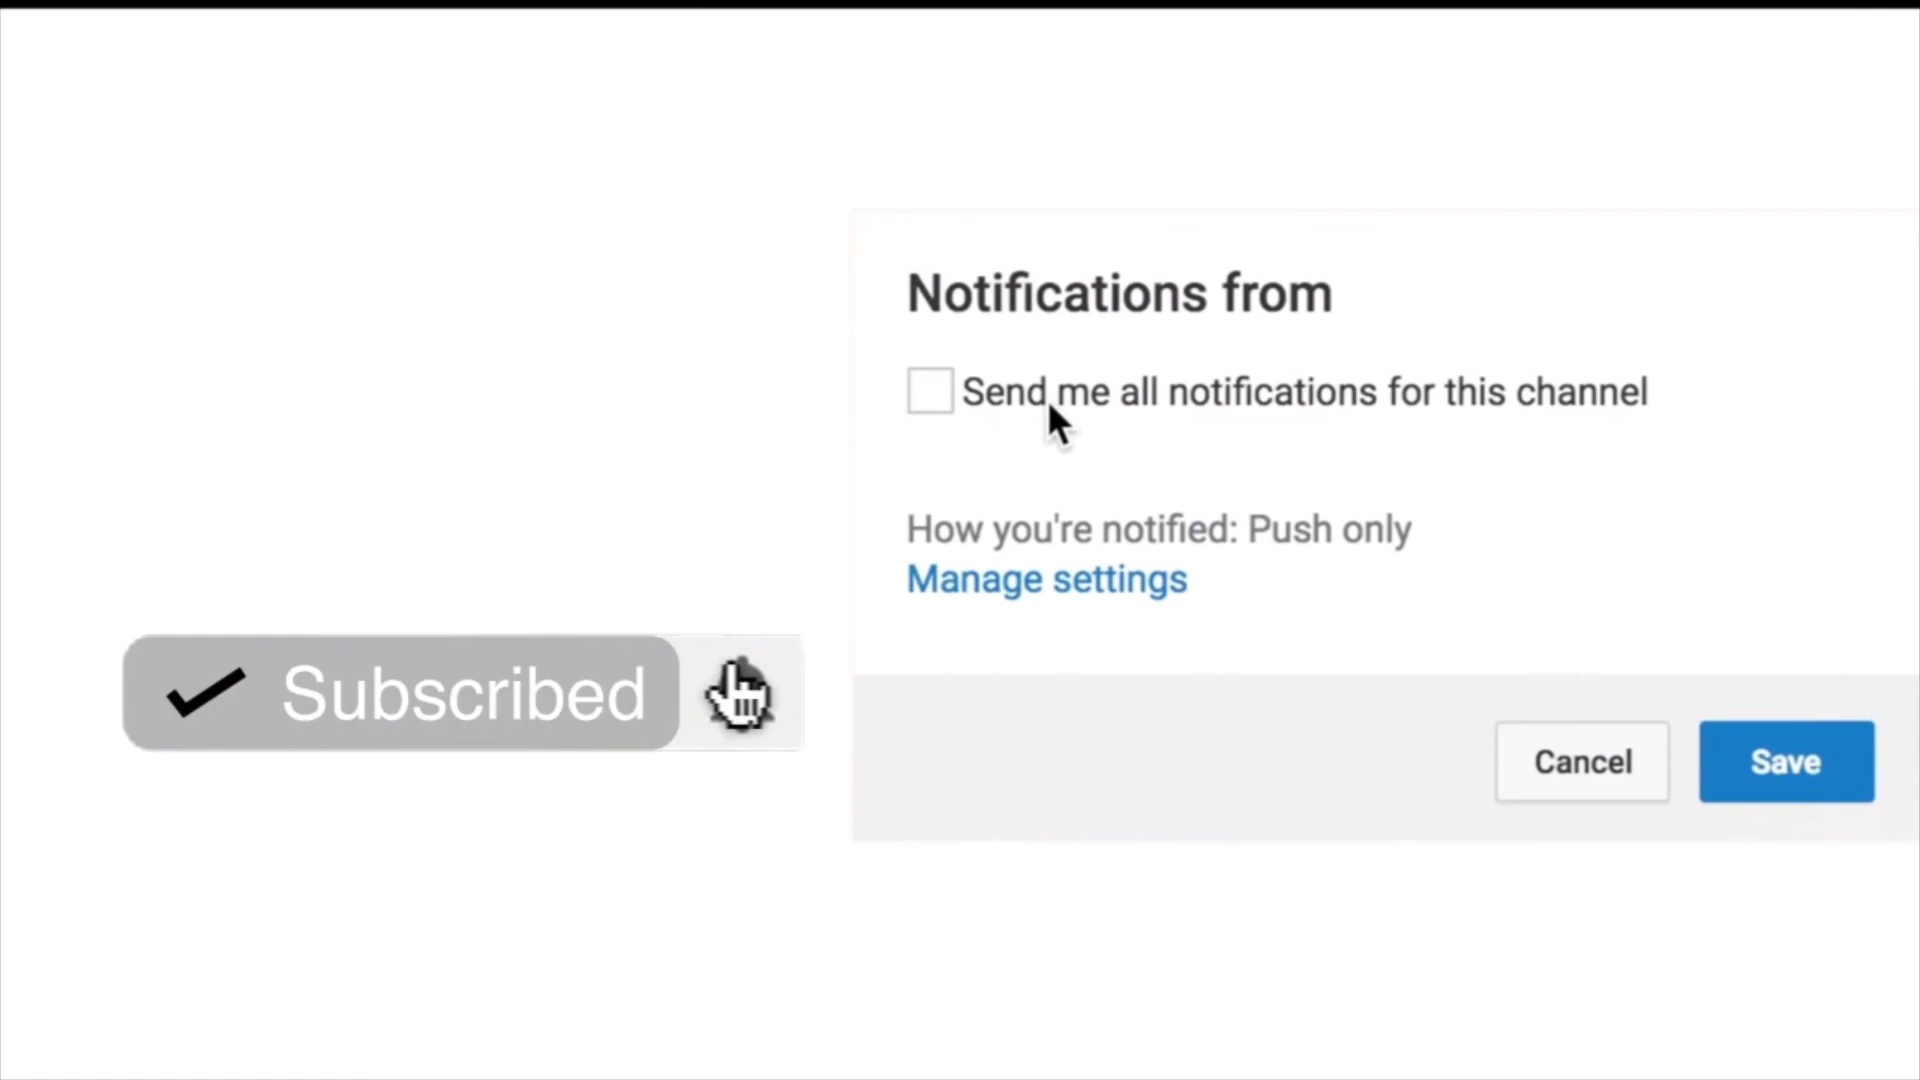 Notifications from
Send me all notifications for this channel
How you're notified: Push only
Manage settings
Subscribed
Cancel
Save